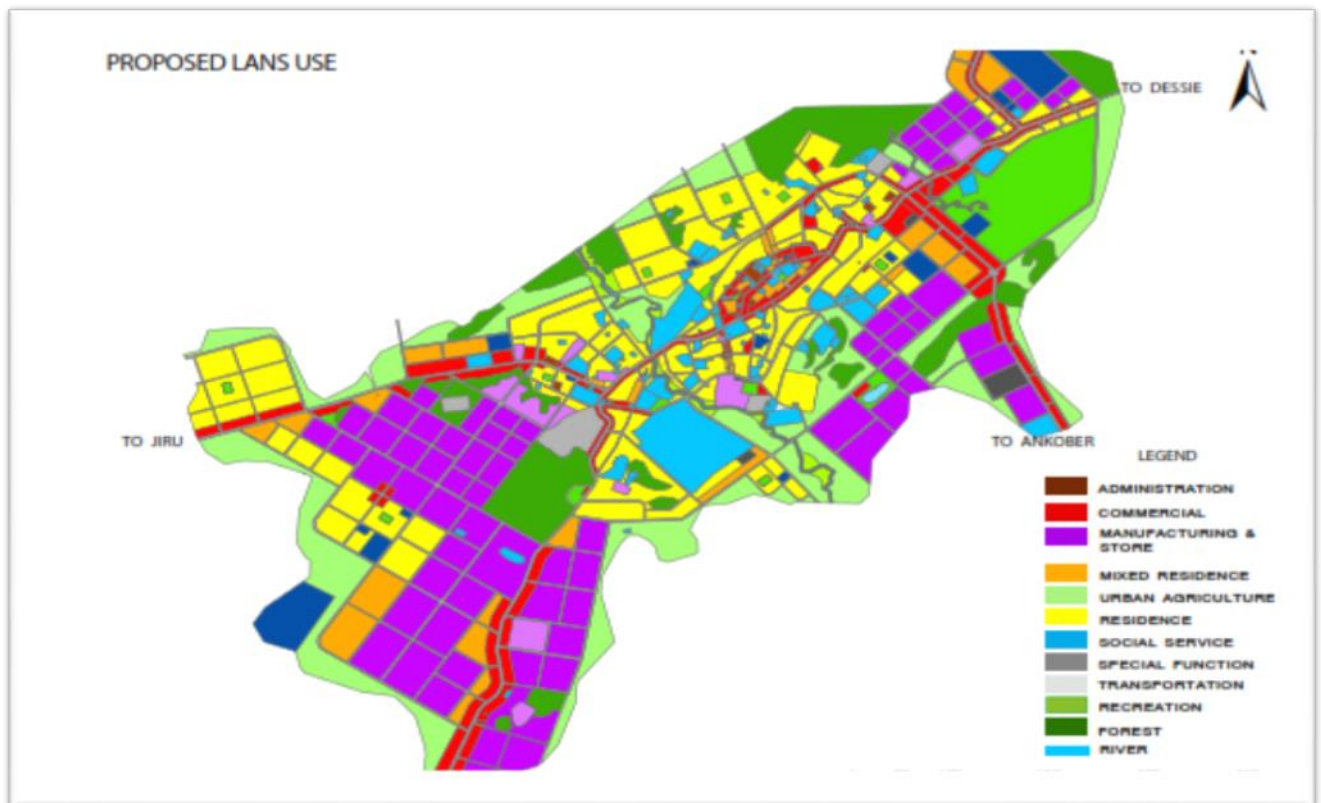 PROPOSED LANS USE
TO DESSIE
TO JIRU
TO ANKOBER
LEGEND
ADMINISTRATION
COMMERCIAL
MANUFACTURING &
STORE
MIXED RESIDENCE
URBAN AGRICULTURE
RESIDENCE
SOCIAL SERVICE
SPECIAL FUNCTION
TRANSPORTATION
RECREATION
FOREST
RIVER